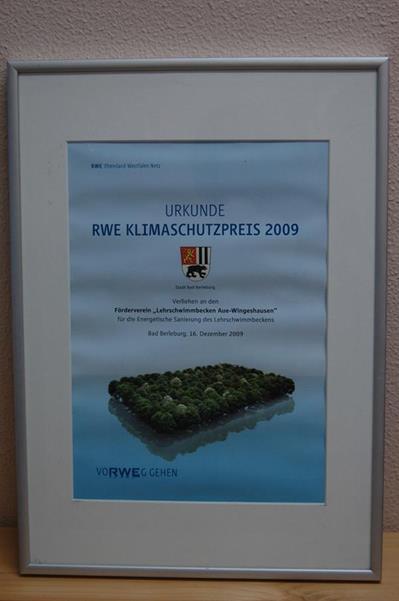 RWE Rheinland Westfalen Netz
URKUNDE
RWE KLIMASCHUTZPREIS 2009
Stadt Bad Berleburg
Verliehen an den
Förderverein „Lehrschwimmbecken Aue-Wingeshausen“
für die Energetische Sanierung des Lehrschwimmbeckens
Bad Berleburg, 16. Dezember 2009
VORWEG GEHEN